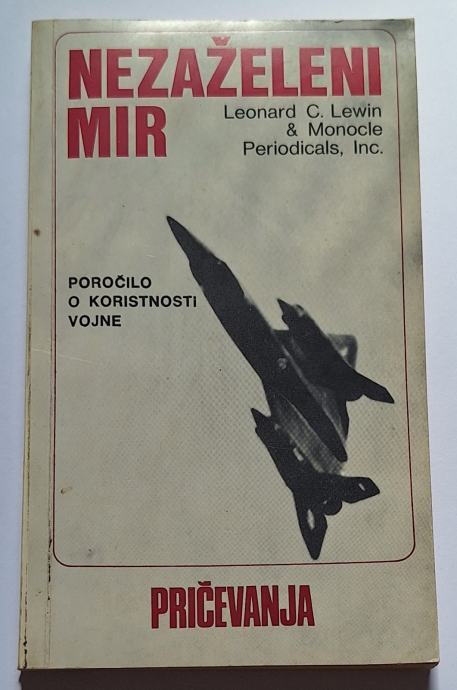 NEZAŽELENI
MIR
Leonard C. Lewin
& Monocle
Periodicals, Inc.
POROČILO
O KORISTNOSTI
VOJNE
PRIČEVANJA